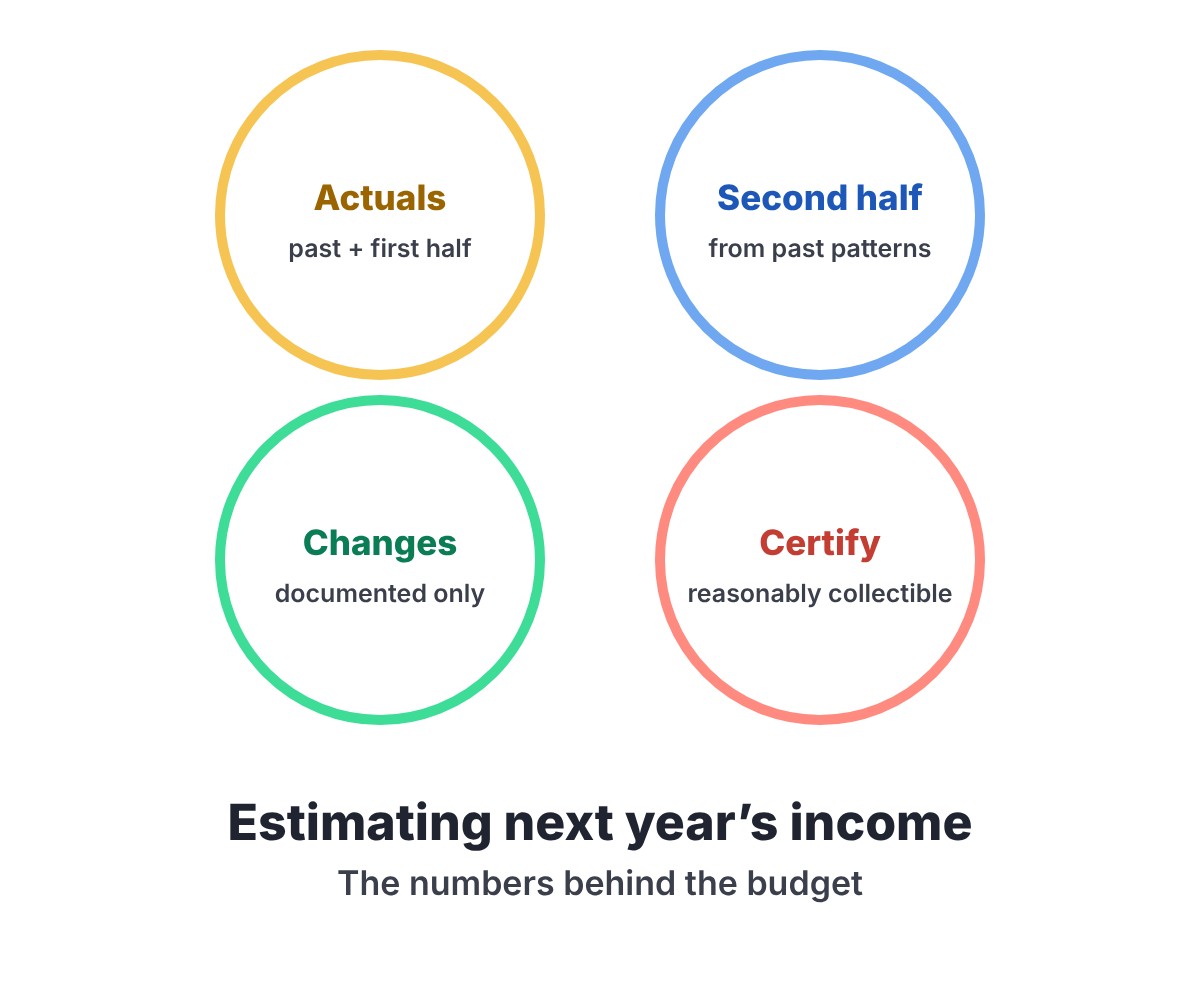 Actuals
past + first half
Second half
from past patterns
Changes
documented only
Certify
reasonably collectible
Estimating next year’s income
The numbers behind the budget